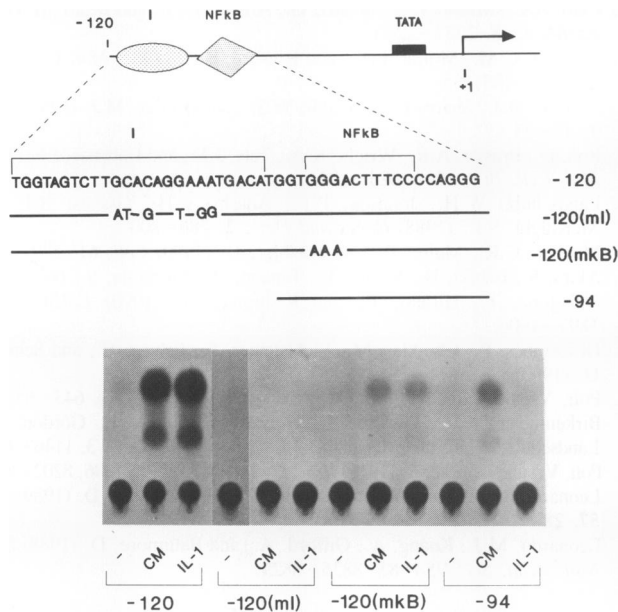 I
NFkB
TATA
-120
+1
I
NFkB
TGGTAGTCTTGCACAGGAAATGACATGGTGGGACTTTCCCCAGGG -120
AT-G-T-GG -120(mI)
AAA -120(mkB)
-94
- CM IL-1 - CM IL-1 - CM IL-1 - CM IL-1
-120 -120(mI) -120(mkB) -94